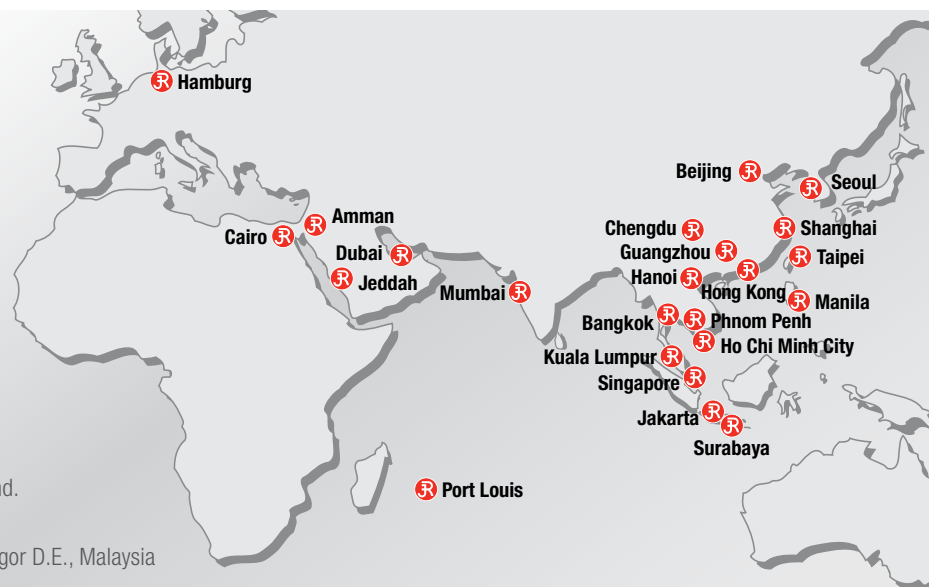 Hamburg
Beijing
Seoul
Amman
Cairo
Chengdu
Shanghai
Guangzhou
Dubai
Taipei
Jeddah
Hanoi
Mumbai
Hong Kong
Manila
Bangkok
Phnom Penh
Ho Chi Minh City
Kuala Lumpur
Singapore
Jakarta
Surabaya
Port Louis
gor D.E., Malaysia